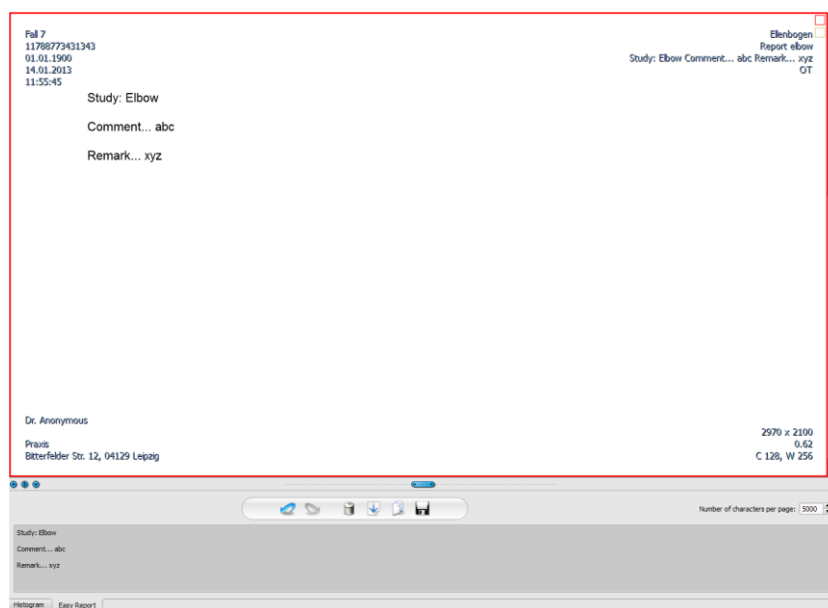 Fall 7
11788773431343
01.01.1900
14.01.2013
11:55:45
Ellenbogen
Report elbow
Study: Elbow Comment... abc Remark... xyz
OT
Study: Elbow
Comment... abc
Remark... xyz
Dr. Anonymous
Praxis
Bitterfelder Str. 12, 04129 Leipzig
2970 x 2100
0.62
C 128, W 256
Number of characters per page: 5000
Study: Elbow
Comment... abc
Remark... xyz
Histogram
Easy Report